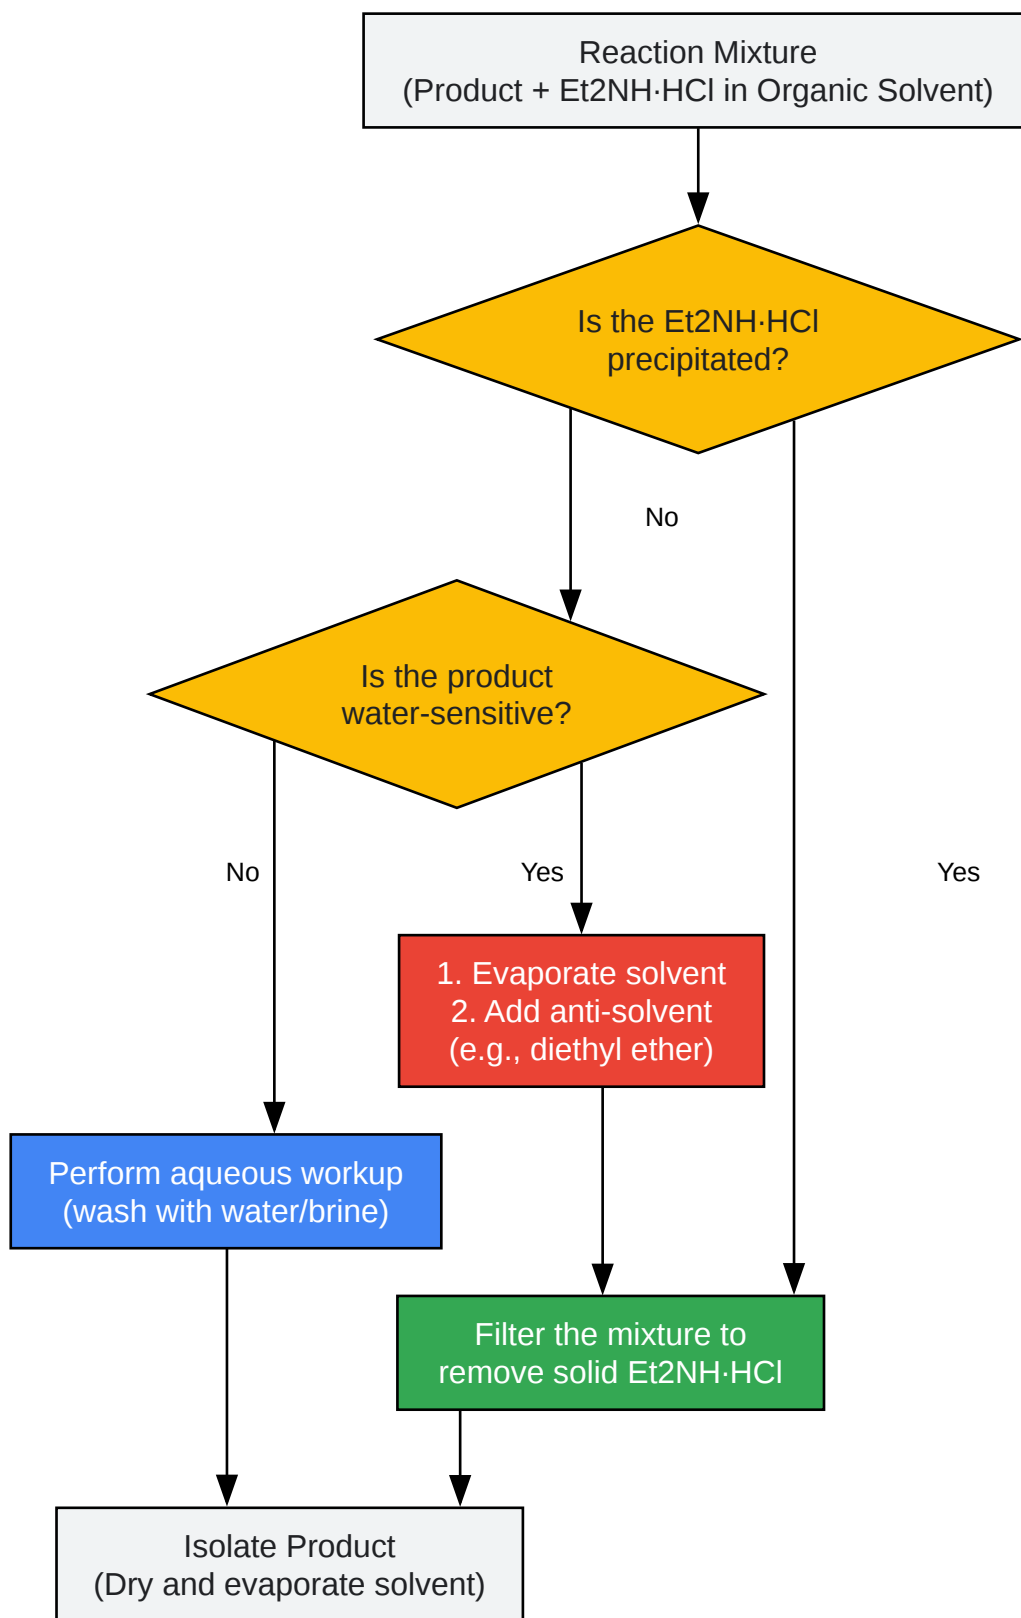 Reaction Mixture
(Product + Et2NH·HCl in Organic Solvent)
Is the Et2NH·HCl
precipitated?
No
Is the product
water-sensitive?
No
Yes
Yes
1. Evaporate solvent
2. Add anti-solvent
(e.g., diethyl ether)
Perform aqueous workup
(wash with water/brine)
Filter the mixture to
remove solid Et2NH·HCl
Isolate Product
(Dry and evaporate solvent)